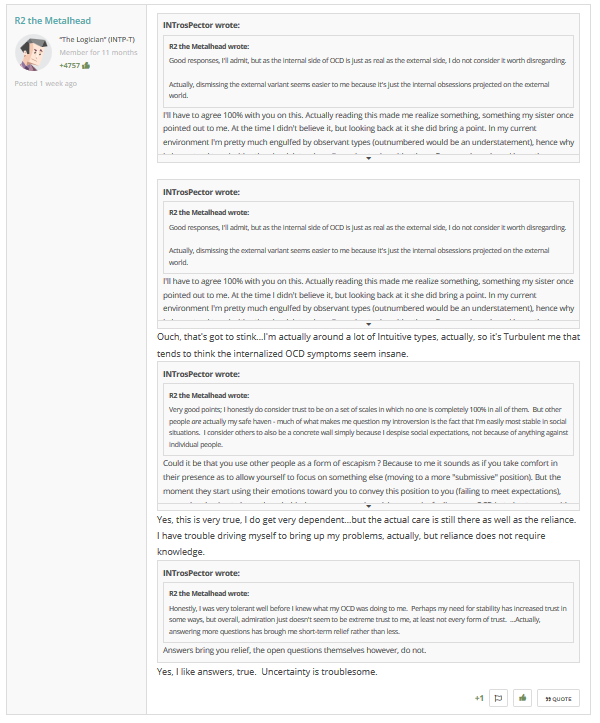 R2 the Metalhead
"The Logician" (INTP-T)
Member for 11 months
+4757
Posted 1 week ago
INTrosPector wrote:
R2 the Metalhead wrote:
Good responses, I'll admit, but as the internal side of OCD is just as real as the external side, I do not consider it worth disregarding.
Actually, dismissing the external variant seems easier to me because it's just the internal obsessions projected on the external
world.
I'll have to agree 100% with you on this. Actually reading this made me realize something, something my sister once
pointed out to me. At the time I didn't believe it, but looking back at it she did bring a point. In my current
environment I'm pretty much engulfed by observant types (outnumbered would be an understatement), hence why
INTrosPector wrote:
R2 the Metalhead wrote:
Good responses, I'll admit, but as the internal side of OCD is just as real as the external side, I do not consider it worth disregarding.
Actually, dismissing the external variant seems easier to me because it's just the internal obsessions projected on the external
world.
I'll have to agree 100% with you on this. Actually reading this made me realize something, something my sister once
pointed out to me. At the time I didn't believe it, but looking back at it she did bring a point. In my current
environment I'm pretty much engulfed by observant types (outnumbered would be an understatement), hence why
Ouch, that's got to stink...I'm actually around a lot of Intuitive types, actually, so it's Turbulent me that
tends to think the internalized OCD symptoms seem insane.
INTrosPector wrote:
R2 the Metalhead wrote:
Very good points; I honestly do consider trust to be on a set of scales in which no one is completely 100% in all of them.  But other
people are actually my safe haven - much of what makes me question my introversion is the fact that I'm easily most stable in social
situations.  I consider others to also be a concrete wall simply because I despise social expectations, not because of anything against
individual people.
Could it be that you use other people as a form of escapism ? Because to me it sounds as if you take comfort in
their presence as to allow yourself to focus on something else (moving to a more "submissive" position). But the
moment they start using their emotions toward you to convey this position to you (failing to meet expectations),
Yes, this is very true, I do get very dependent...but the actual care is still there as well as the reliance.
I have trouble driving myself to bring up my problems, actually, but reliance does not require
knowledge.
INTrosPector wrote:
R2 the Metalhead wrote:
Honestly, I was very tolerant well before I knew what my OCD was doing to me.  Perhaps my need for stability has increased trust in
some ways, but overall, admiration just doesn't seem to be extreme trust to me, at least not every form of trust.  ...Actually,
answering more questions has brough me short-term relief rather than less.
Answers bring you relief, the open questions themselves however, do not.
Yes, I like answers, true.  Uncertainty is troublesome.
+1
QUOTE